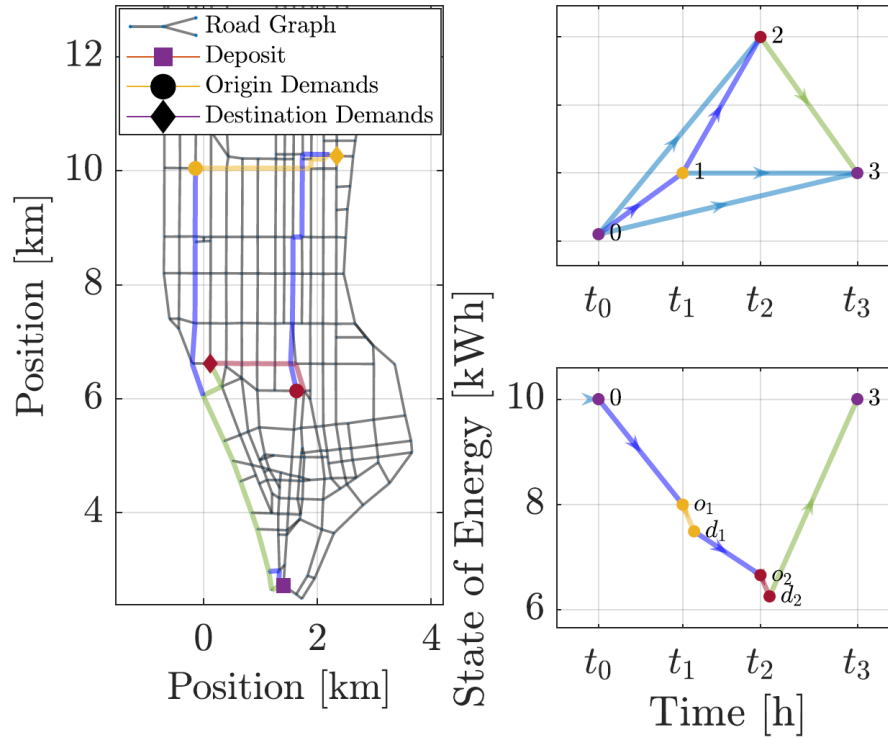 Road Graph
Deposit
Origin Demands
Destination Demands
12
10
8
6
4
0
2
4
Position [km]
Position [km]
0
1
2
3
t₀
t₁
t₂
t₃
State of Energy [kWh]
10
8
6
0
o₁
d₁
o₂
d₂
3
t₀
t₁
t₂
t₃
Time [h]